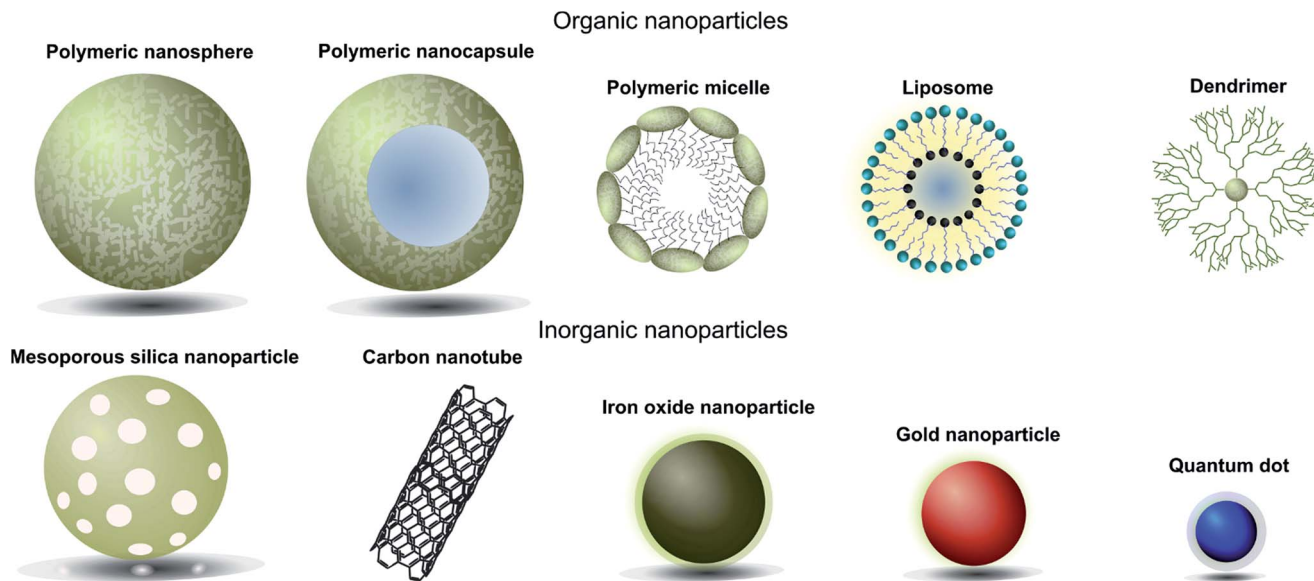 Organic nanoparticles
Polymeric nanosphere
Polymeric nanocapsule
Polymeric micelle
Liposome
Dendrimer
Inorganic nanoparticles
Mesoporous silica nanoparticle
Carbon nanotube
Iron oxide nanoparticle
Gold nanoparticle
Quantum dot